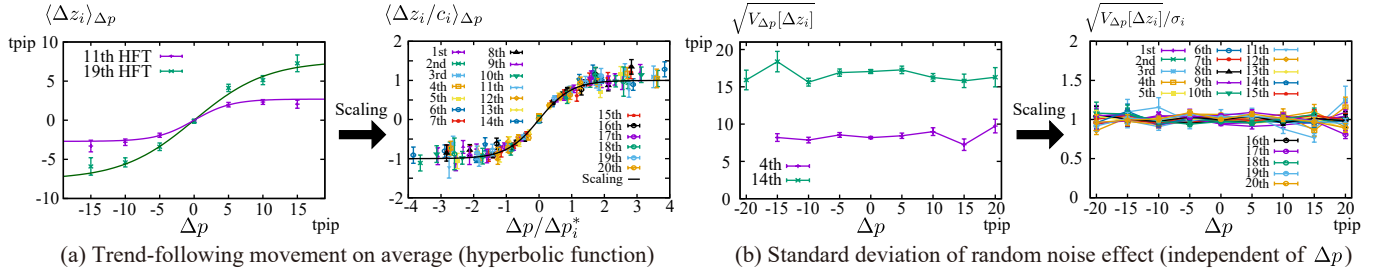 ⟨Δz_i⟩_Δp
tpip
10
5
0
-5
-10
11th HFT
19th HFT
-15 -10 -5 0 5 10 15
Δp
tpip
Scaling
⟨Δz_i/c_i⟩_Δp
2
1
0
-1
-2
1st
2nd
3rd
4th
5th
6th
7th
8th
9th
10th
11th
12th
13th
14th
15th
16th
17th
18th
19th
20th
Scaling
-4 -3 -2 -1 0 1 2 3 4
Δp/Δp_i^*
(a) Trend-following movement on average (hyperbolic function)
√V_Δp[Δz_i]
tpip
20
15
10
5
0
4th
14th
-20 -15 -10 -5 0 5 10 15 20
Δp
tpip
Scaling
√V_Δp[Δz_i]/σ_i
2
1.5
1
0.5
0
1st
2nd
3rd
4th
5th
6th
7th
8th
9th
10th
11th
12th
13th
14th
15th
16th
17th
18th
19th
20th
-20 -15 -10 -5 0 5 10 15 20
Δp
tpip
(b) Standard deviation of random noise effect (independent of Δp)